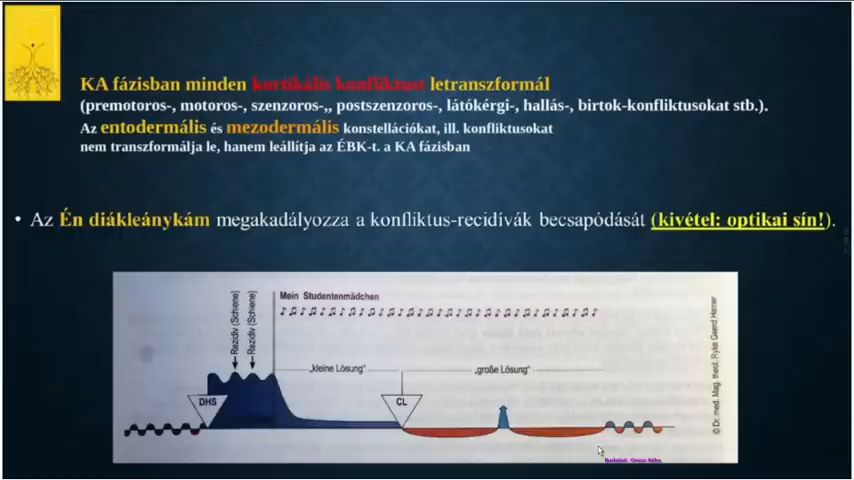 KA fázisban minden kortikális konfliktust letranszformál
(premotoros-, motoros-, szenzoros-,, postszenzoros-, látókérgi-, hallás-, birtok-konfliktusokat stb.).
Az entodermális és mezodermális konstellációkat, ill. konfliktusokat
nem transzformálja le, hanem leállítja az ÉBK-t. a KA fázisban
• Az Én diákleánykám megakadályozza a konfliktus-recidívák becsapódását (kivétel: optikai sín!).
Mein Studentenmädchen
Rezidiv (Schiene)
Rezidiv (Schiene)
„kleine Lösung"
„große Lösung"
DHS
CL
© Dr. med. Mag. theol. Ryke Geerd Hamer